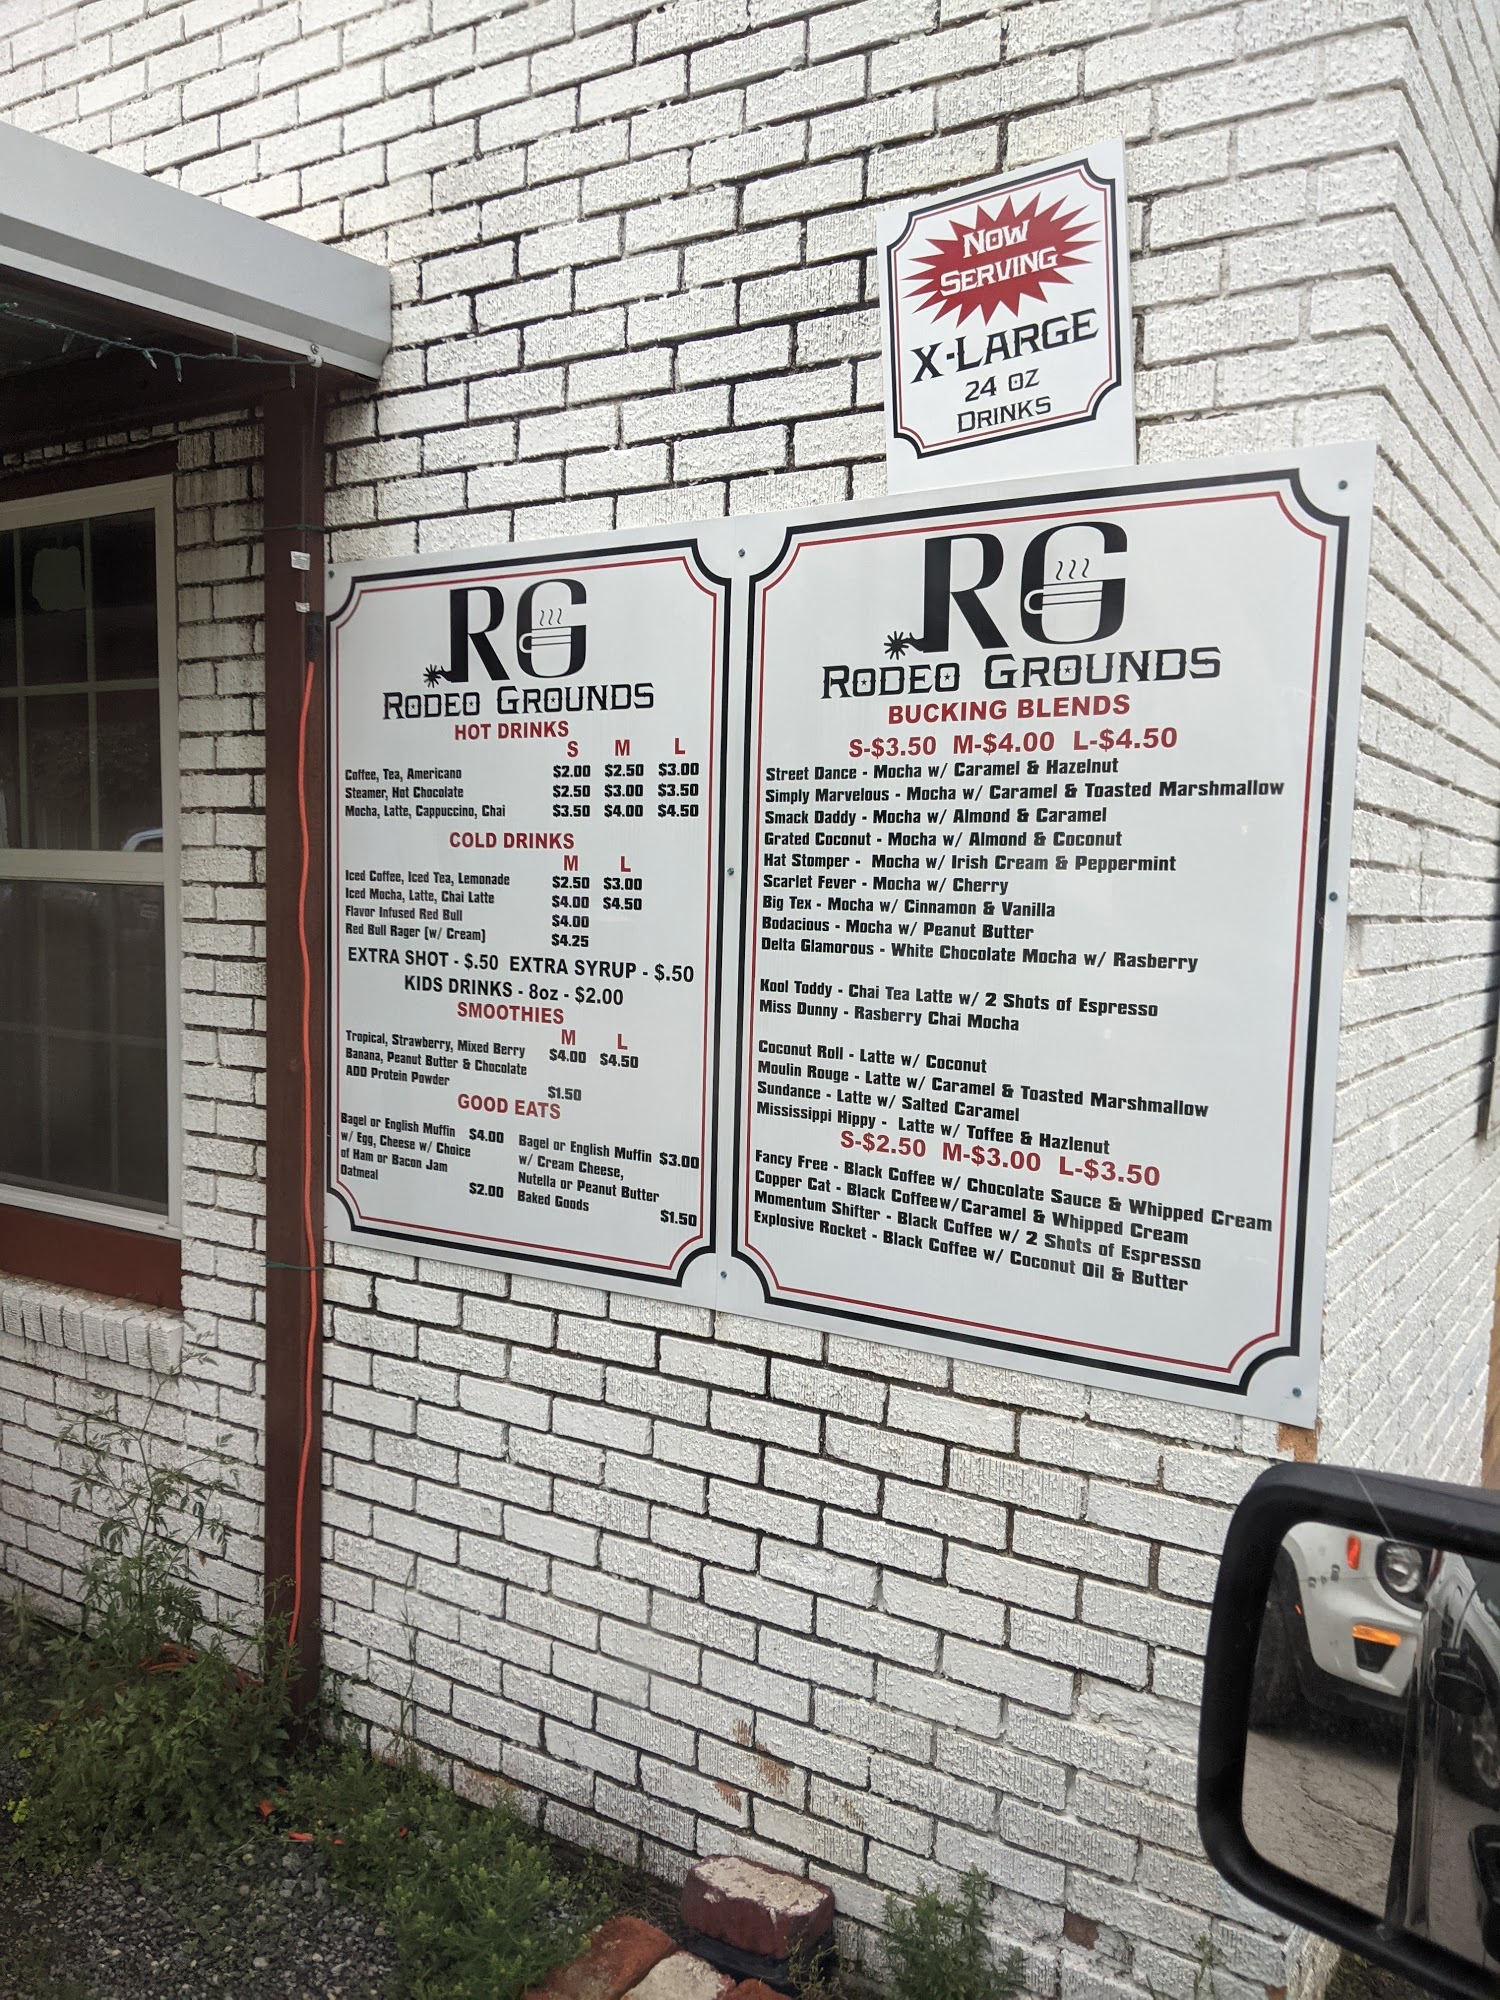 NOW
SERVING
X-LARGE
24 OZ
DRINKS
RG
RODEO GROUNDS
HOT DRINKS
S M L
Coffee, Tea, Americano $2.00 $2.50 $3.00
Steamer, Hot Chocolate $2.50 $3.00 $3.50
Mocha, Latte, Cappuccino, Chai $3.50 $4.00 $4.50
COLD DRINKS
M L
Iced Coffee, Iced Tea, Lemonade $2.50 $3.00
Iced Mocha, Latte, Chai Latte $4.00 $4.50
Flavor Infused Red Bull $4.00
Red Bull Rager (w/ Cream) $4.25
EXTRA SHOT - $.50 EXTRA SYRUP - $.50
KIDS DRINKS - 8oz - $2.00
SMOOTHIES
M L
Tropical, Strawberry, Mixed Berry $4.00 $4.50
Banana, Peanut Butter & Chocolate
ADD Protein Powder $1.50
GOOD EATS
Bagel or English Muffin $4.00
w/ Egg, Cheese w/ Choice
of Ham or Bacon Jam
Oatmeal $2.00
Bagel or English Muffin $3.00
w/ Cream Cheese,
Nutella or Peanut Butter
Baked Goods $1.50
RG
RODEO GROUNDS
BUCKING BLENDS
S-$3.50 M-$4.00 L-$4.50
Street Dance - Mocha w/ Caramel & Hazelnut
Simply Marvelous - Mocha w/ Caramel & Toasted Marshmallow
Smack Daddy - Mocha w/ Almond & Caramel
Grated Coconut - Mocha w/ Almond & Coconut
Hat Stomper - Mocha w/ Irish Cream & Peppermint
Scarlet Fever - Mocha w/ Cherry
Big Tex - Mocha w/ Cinnamon & Vanilla
Bodacious - Mocha w/ Peanut Butter
Delta Glamorous - White Chocolate Mocha w/ Rasberry
Kool Toddy - Chai Tea Latte w/ 2 Shots of Espresso
Miss Dunny - Rasberry Chai Mocha
Coconut Roll - Latte w/ Coconut
Moulin Rouge - Latte w/ Caramel & Toasted Marshmallow
Sundance - Latte w/ Salted Caramel
Mississippi Hippy - Latte w/ Toffee & Hazlenut
S-$2.50 M-$3.00 L-$3.50
Fancy Free - Black Coffee w/ Chocolate Sauce & Whipped Cream
Copper Cat - Black Coffeew/Caramel & Whipped Cream
Momentum Shifter - Black Coffee w/ 2 Shots of Espresso
Explosive Rocket - Black Coffee w/ Coconut Oil & Butter